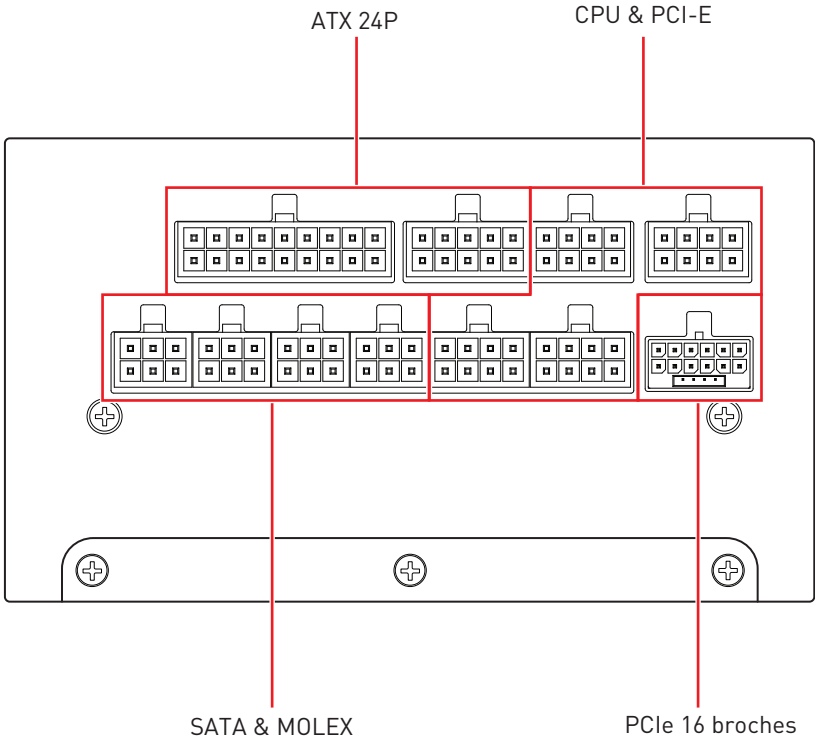 ATX 24P
CPU & PCI-E
SATA & MOLEX
PCIe 16 broches